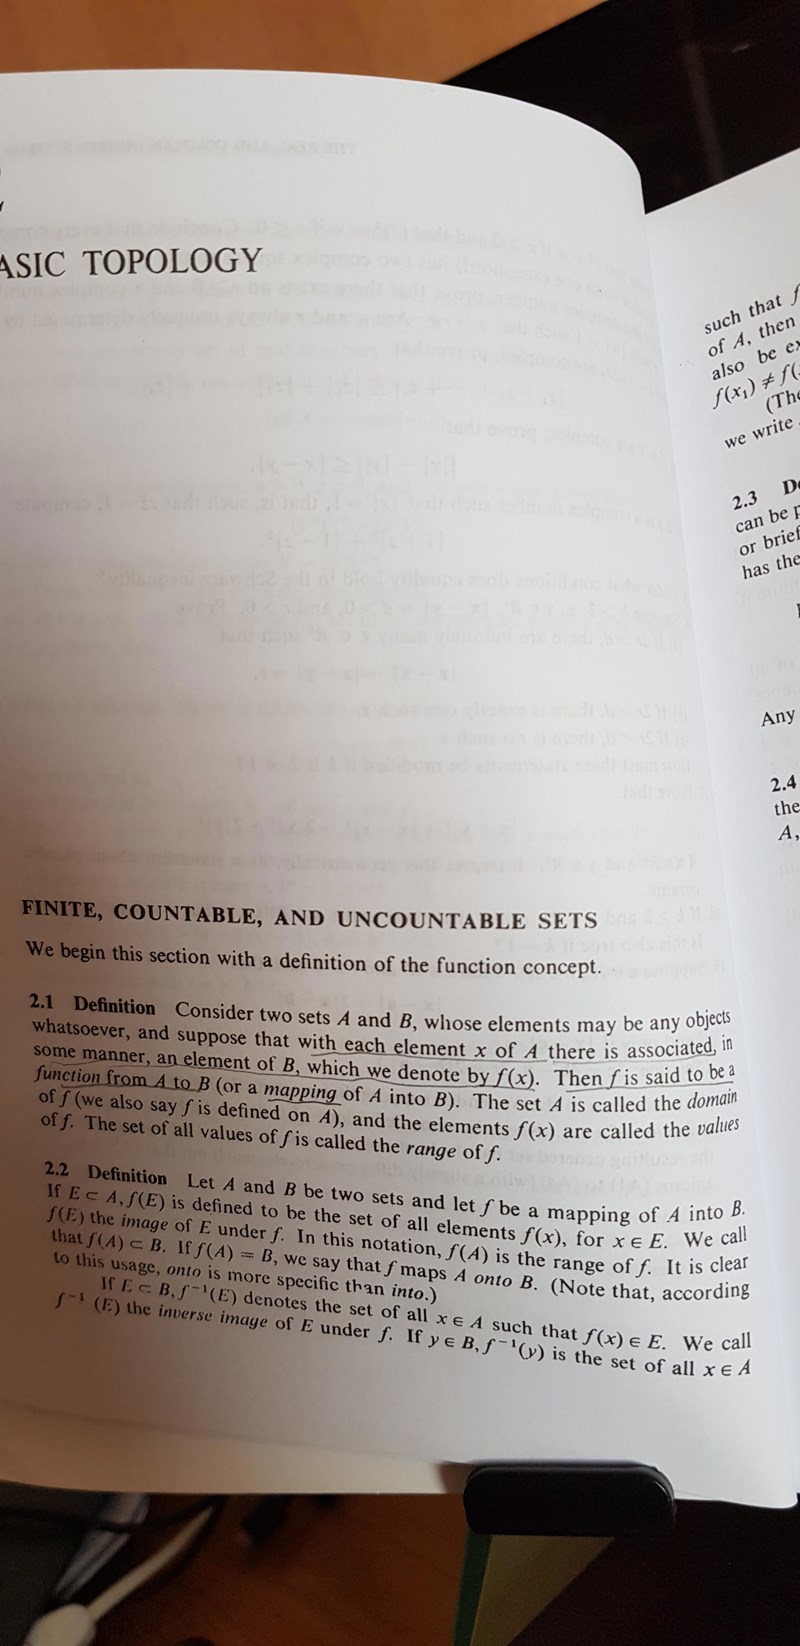 ASIC TOPOLOGY
FINITE, COUNTABLE, AND UNCOUNTABLE SETS
We begin this section with a definition of the function concept.
2.1 Definition Consider two sets A and B, whose elements may be any objects
whatsoever, and suppose that with each element x of A there is associated, in
some manner, an element of B, which we denote by f(x). Then f is said to be a
function from A to B (or a mapping of A into B). The set A is called the domain
of f (we also say f is defined on A), and the elements f(x) are called the values
of f. The set of all values of f is called the range of f.
2.2 Definition Let A and B be two sets and let f be a mapping of A into B.
If E ⊂ A, f(E) is defined to be the set of all elements f(x), for x ∈ E. We call
f(E) the image of E under f. In this notation, f(A) is the range of f. It is clear
that f(A) ⊂ B. If f(A) = B, we say that f maps A onto B. (Note that, according
to this usage, onto is more specific than into.)
If E ⊂ B, f⁻¹(E) denotes the set of all x ∈ A such that f(x) ∈ E. We call
f⁻¹ (E) the inverse image of E under f. If y ∈ B, f⁻¹(y) is the set of all x ∈ A
such that f
of A, then
also be
f(x₁) ≠ f(
(The
we write
2.3
can be
or brief
has the
Any
2.4
the
A,